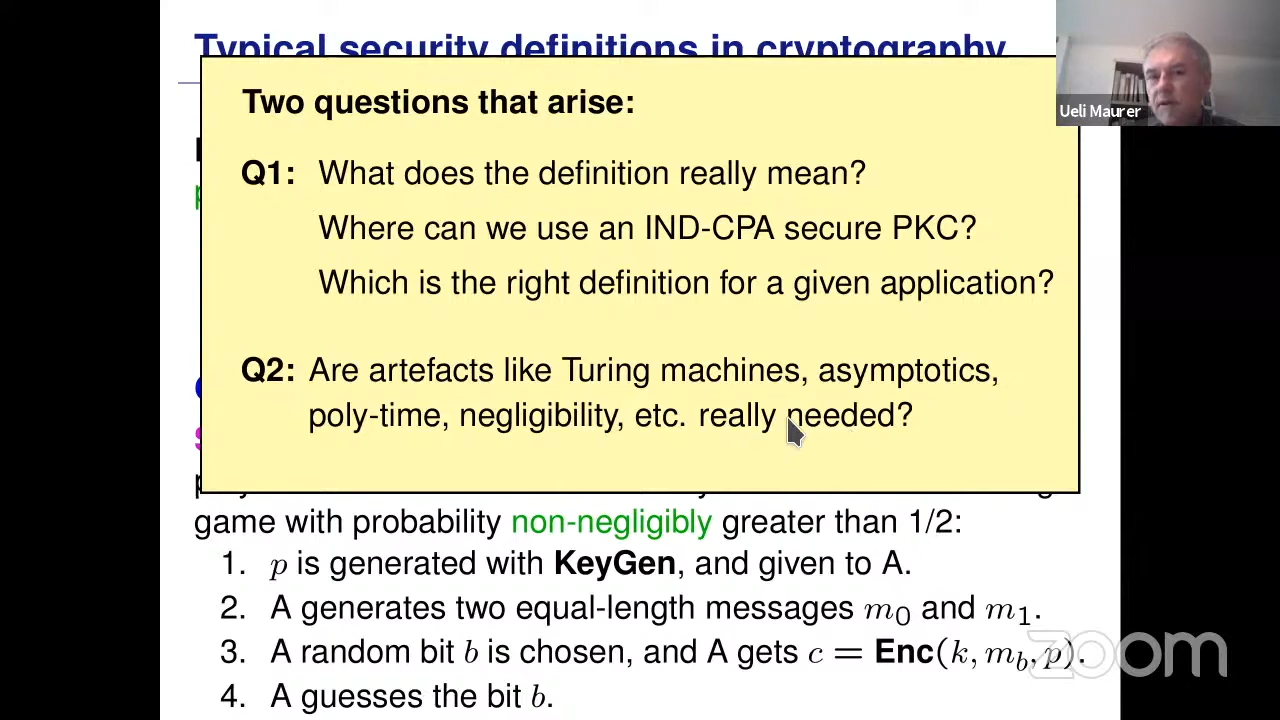 Typical security definitions in cryptography
Two questions that arise:
Ueli Maurer
Q1: What does the definition really mean?
Where can we use an IND-CPA secure PKC?
Which is the right definition for a given application?
Q2: Are artefacts like Turing machines, asymptotics,
poly-time, negligibility, etc. really needed?
game with probability non-negligibly greater than 1/2:
1. p is generated with KeyGen, and given to A.
2. A generates two equal-length messages m₀ and m₁.
3. A random bit b is chosen, and A gets c = Enc(k, m_b, p).
4. A guesses the bit b.
zoom